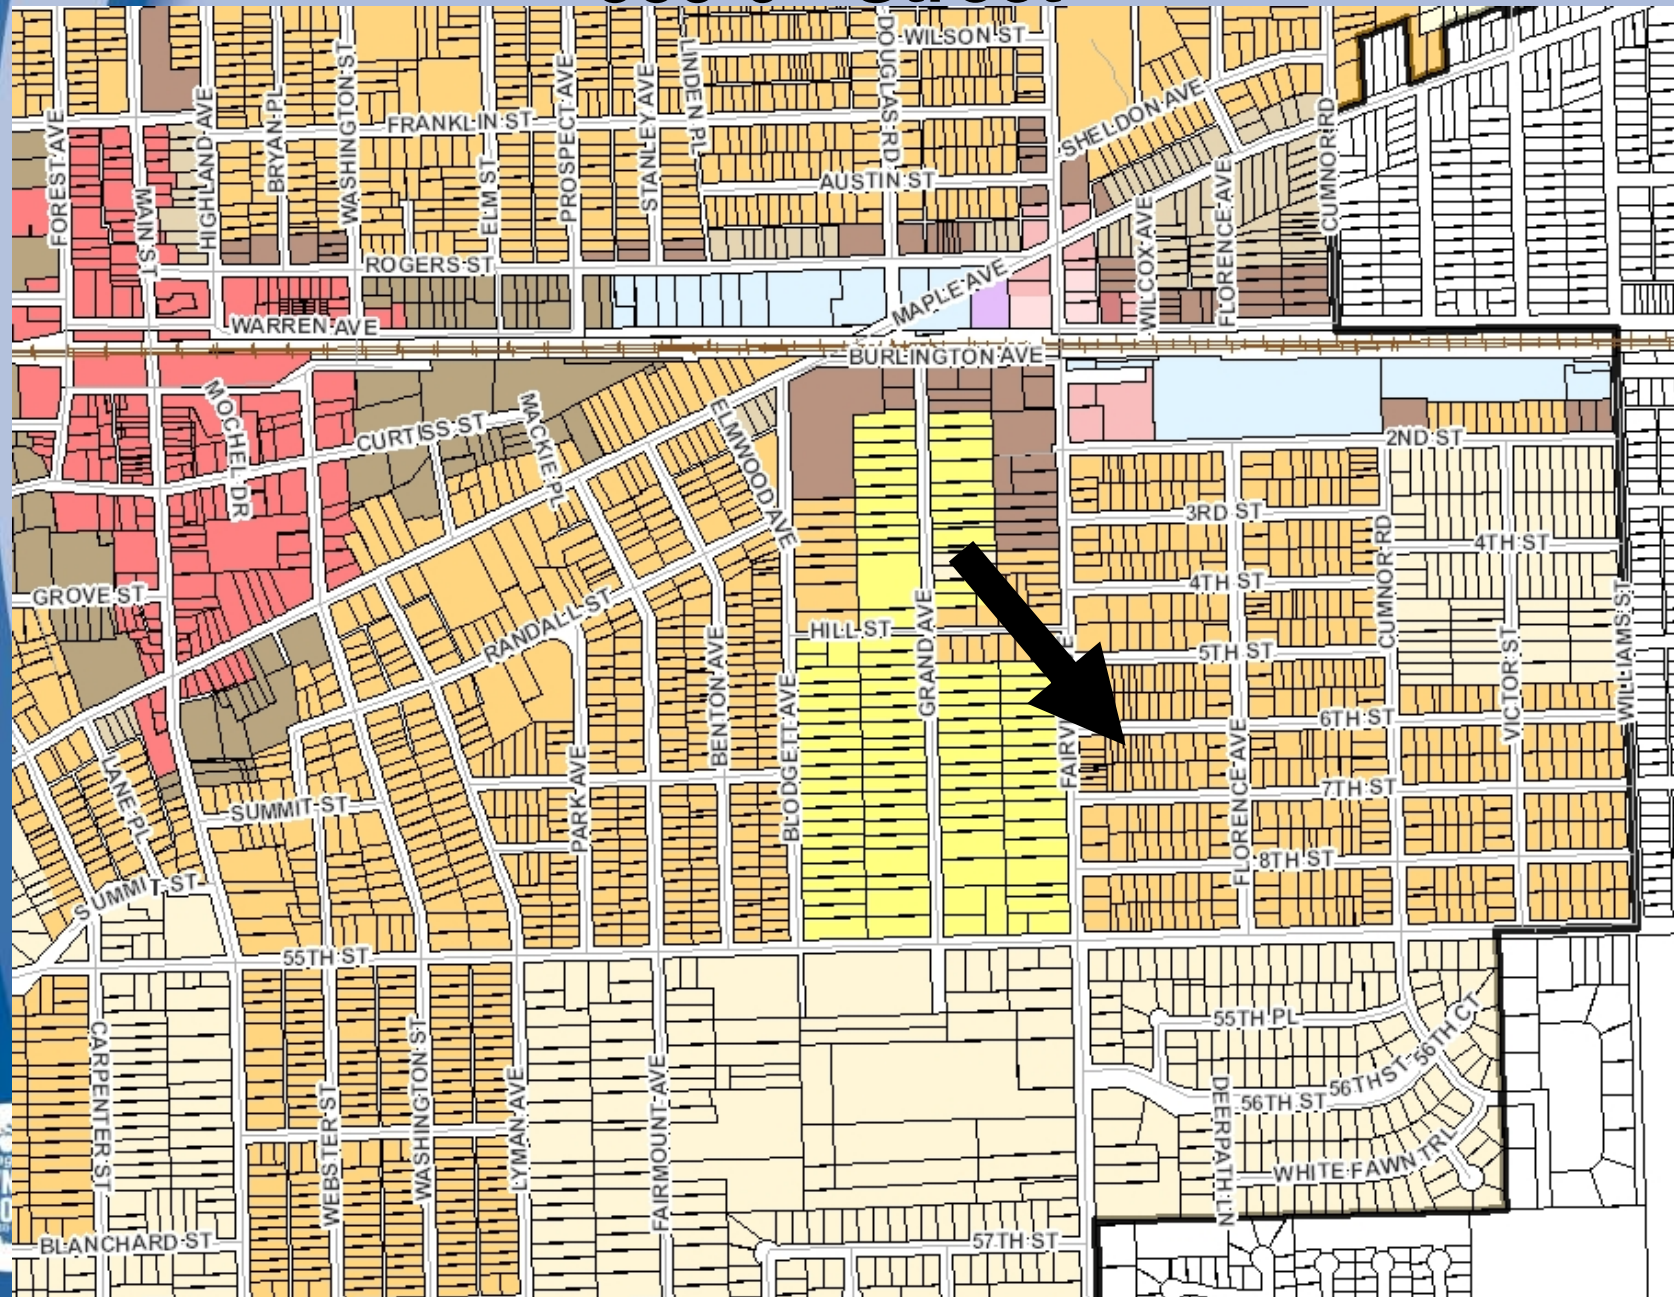 WILSON ST
DOUGLAS RD
LINDEN PL
STANLEY AVE
PROSPECT AVE
WASHINGTON ST
BRYAN PL
HIGHLAND AVE
FOREST AVE
MAIN ST
FRANKLIN ST
ELM ST
SHELDON AVE
CUMNOR RD
AUSTIN ST
WILCOX AVE
FLORENCE AVE
ROGERS ST
MAPLE AVE
WARREN AVE
BURLINGTON AVE
MOCHEL DR
CURTISS ST
MACKIE PL
ELMWOOD AVE
2ND ST
3RD ST
CUMNOR RD
4TH ST
4TH ST
GROVE ST
RANDALL ST
HILL ST
GRAND AVE
BENTON AVE
BLODGETT AVE
5TH ST
VICTOR ST
WILLIAMS ST
6TH ST
FLORENCE AVE
7TH ST
LANE PL
SUMMIT ST
PARK AVE
8TH ST
SUMMIT ST
55TH ST
CARPENTER ST
WEBSTER ST
WASHINGTON ST
LYMAN AVE
FAIRMOUNT AVE
55TH PL
56TH CT
56TH ST
56TH ST
DEERPATH LN
WHITE FAWN TRL
BLANCHARD ST
57TH ST